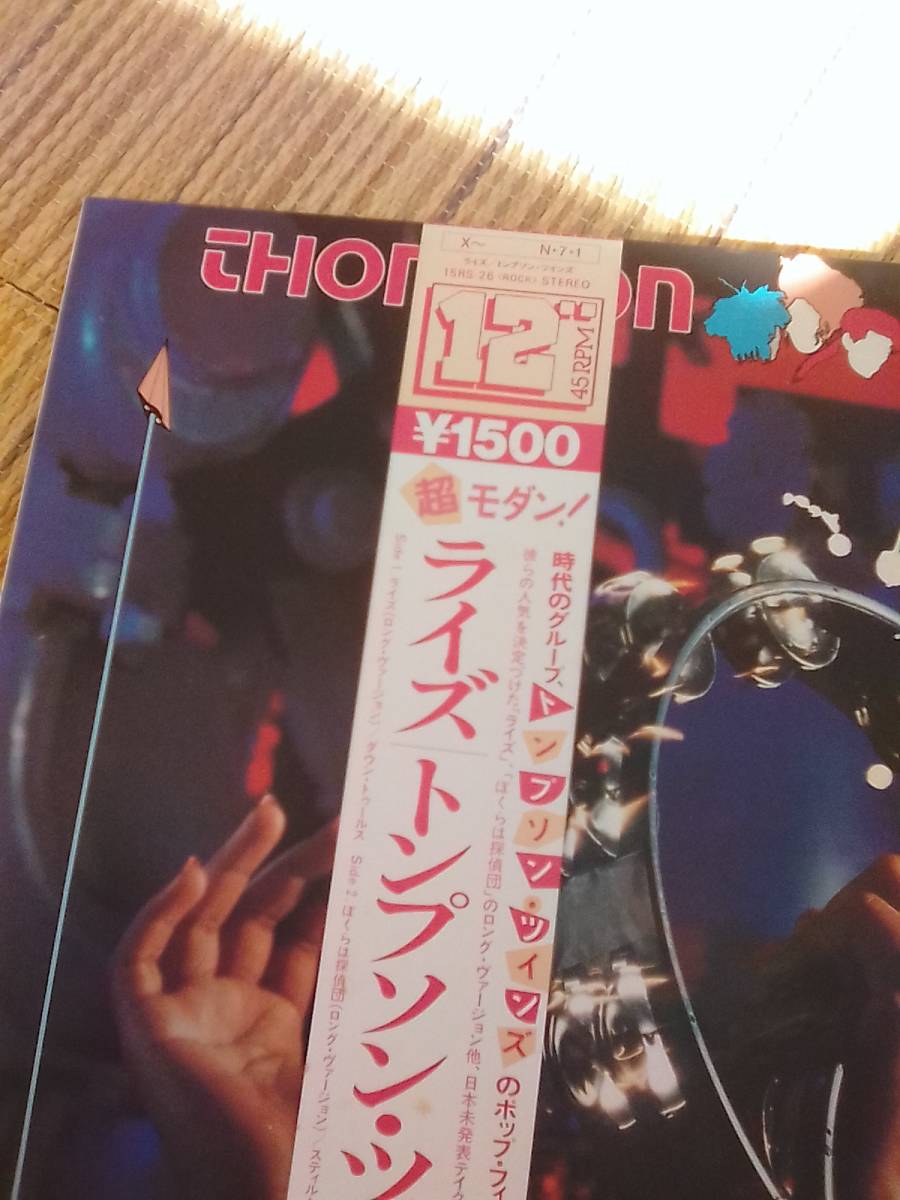 THOM ON
X〜 N・7・1
ライズ/トンプソン・ツインズ
15RS-26 (ROCK) STEREO
12"
45RPM
¥1500
超モダン!
時代のグループ、トンプソン・ツインズのポップ・フィ
彼らの人気を決定づけた「ライズ」、「ぼくらは探偵団」のロング・ヴァージョン他、日本未発表テイク
ライズ/トンプソン・ツ
Side 1 ライズ(ロング・ヴァージョン)/ダウン・トゥールス Side 2 ぼくらは探偵団(ロング・ヴァージョン)/スティル